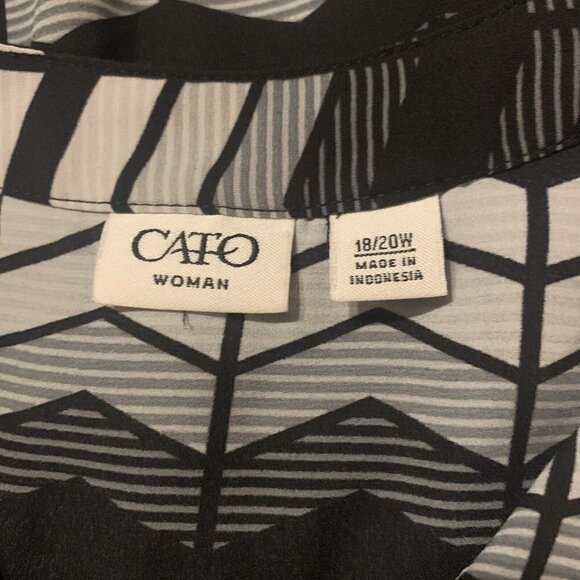 CATO
WOMAN
18/20W
MADE IN
INDONESIA